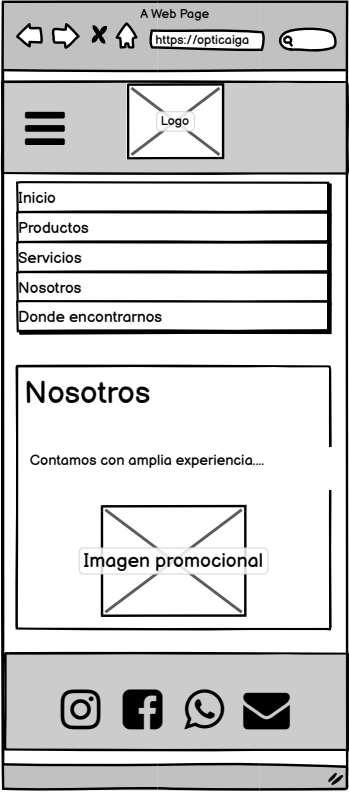 A Web Page
https://opticaiga
Logo
Inicio
Productos
Servicios
Nosotros
Donde encontrarnos
Nosotros
Contamos con amplia experiencia....
Imagen promocional